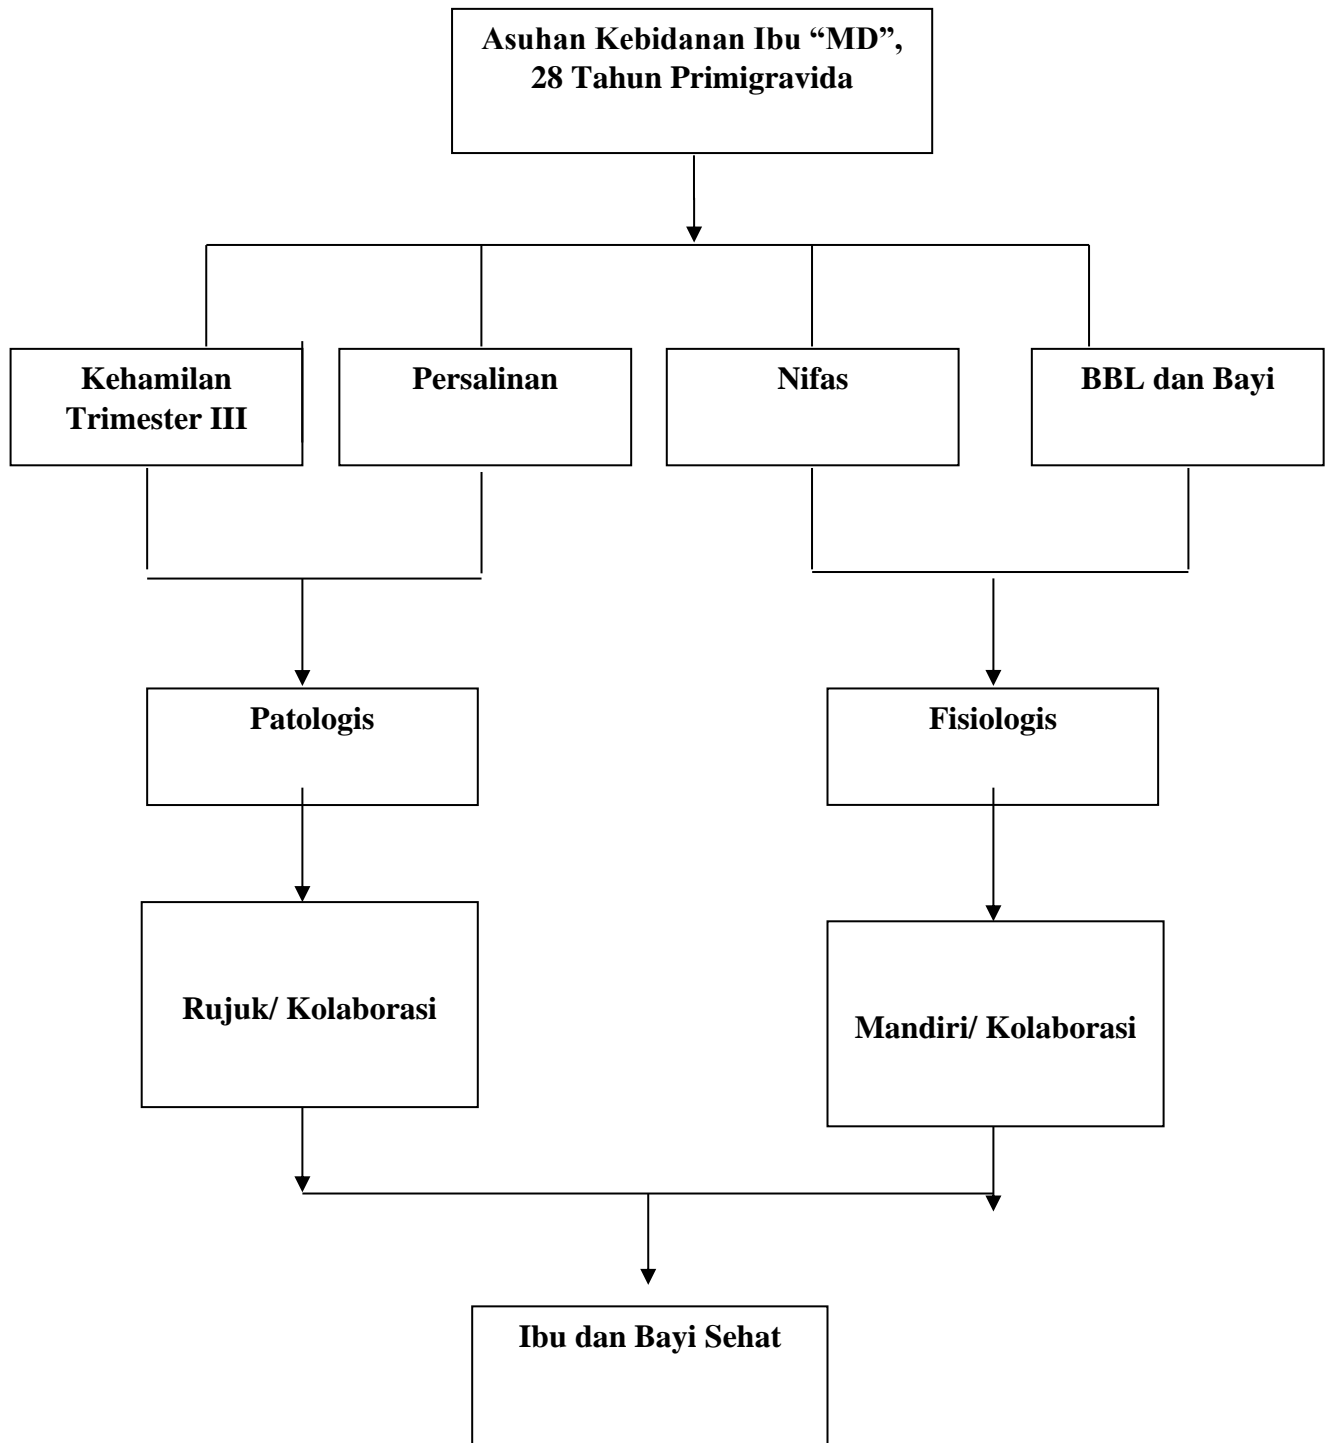 Asuhan Kebidanan Ibu “MD”,
28 Tahun Primigravida
Kehamilan
Trimester III
Persalinan
Nifas
BBL dan Bayi
Patologis
Fisiologis
Rujuk/ Kolaborasi
Mandiri/ Kolaborasi
Ibu dan Bayi Sehat